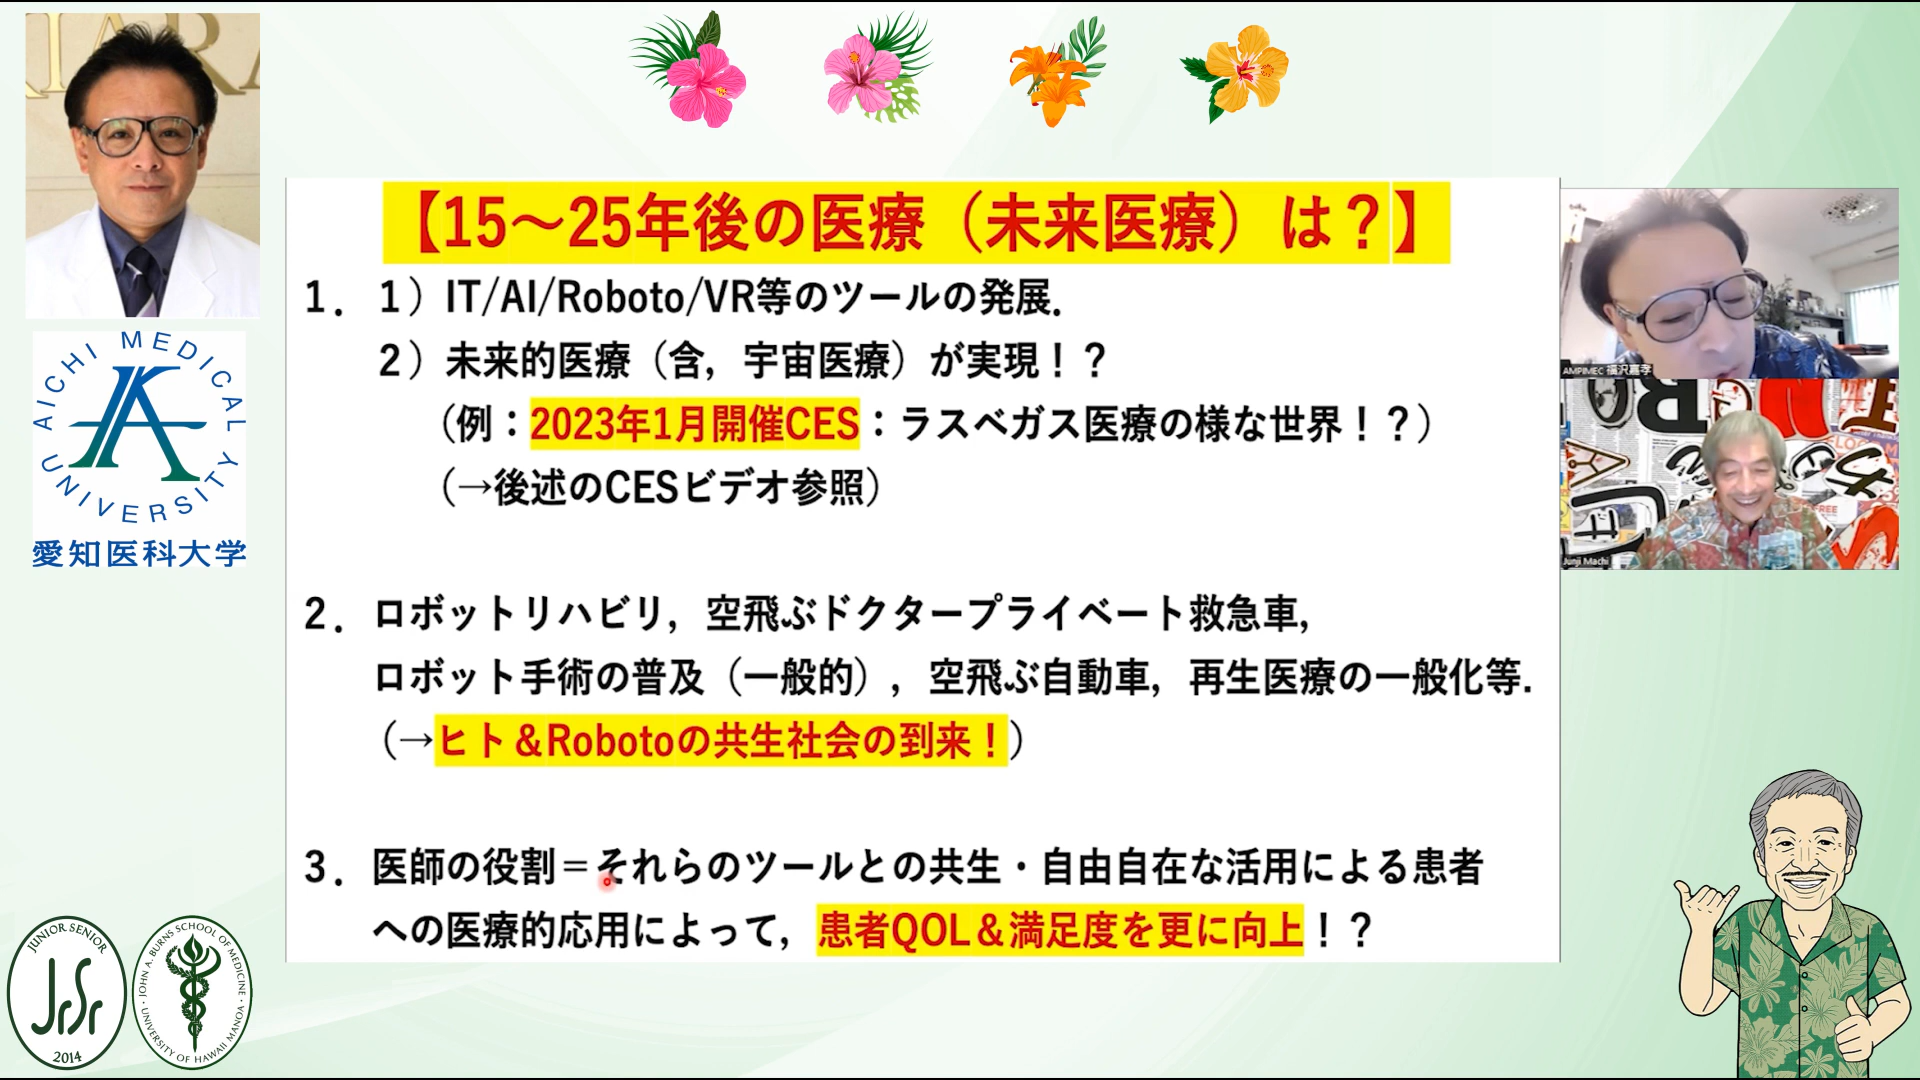 【15～25年後の医療（未来医療）は？】
１．１）IT/AI/Roboto/VR等のツールの発展.
２）未来的医療（含，宇宙医療）が実現！？
（例：2023年1月開催CES：ラスベガス医療の様な世界！？）
（→後述のCESビデオ参照）
２．ロボットリハビリ，空飛ぶドクタープライベート救急車，
ロボット手術の普及（一般的），空飛ぶ自動車，再生医療の一般化等.
（→ヒト＆Robotoの共生社会の到来！）
３．医師の役割＝それらのツールとの共生・自由自在な活用による患者
への医療的応用によって，患者QOL＆満足度を更に向上！？
AICHI MEDICAL UNIVERSITY
愛知医科大学
AMPIMEC 福沢嘉孝
Junji Machi
JUNIOR SENIOR
JrSr
2014
JOHN A. BURNS SCHOOL OF MEDICINE
UNIVERSITY OF HAWAII MANOA